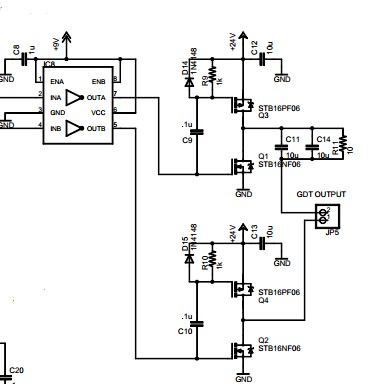 C8
1u
+9V
GND
IC8
1
ENA
ENB
8
2
INA
OUTA
7
3
GND
VCC
6
GND
4
INB
OUTB
5
D14
1N4148
R9
1k
+24V
C12
10u
GND
.1u
C9
STB16PF06
Q3
Q1
STB16NF06
GND
C11
10u
C14
10u
R11
10
GDT OUTPUT
2
1
JP5
D15
1N4148
R10
1k
+24V
C13
10u
GND
.1u
C10
STB16PF06
Q4
Q2
STB16NF06
GND
C20